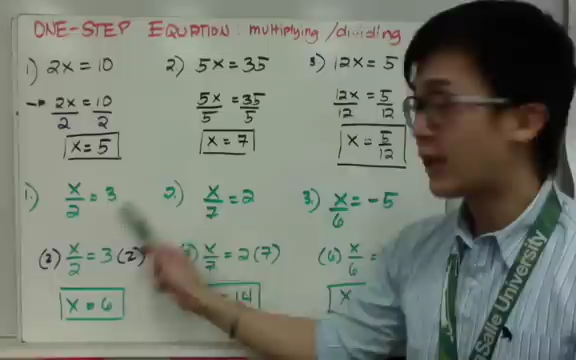 ONE-STEP EQUATION: multiplying/dividing
1) 2x = 10
→ 2x/2 = 10/2
x = 5
2) 5x = 35
5x/5 = 35/5
x = 7
3) 12x = 5
12x/12 = 5/12
x = 5/12
1.) x/2 = 3
(2) x/2 = 3 (2)
x = 6
2.) x/7 = 2
x/7 = 2 (7)
= 14
3.) x/6 = -5
(6) x/6 =
x
Salle University